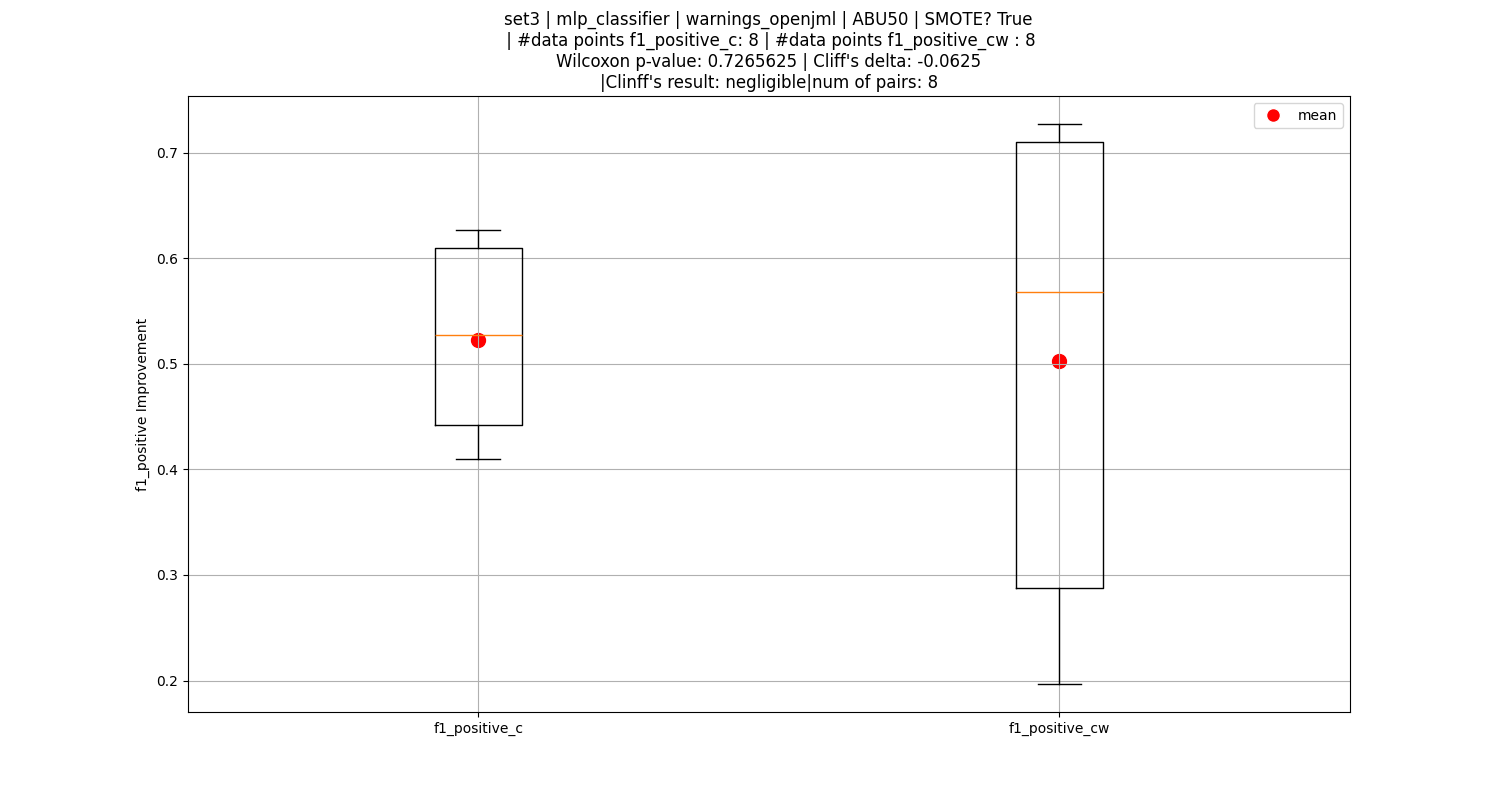 set3 | mlp_classifier | warnings_openjml | ABU50 | SMOTE? True
| #data points f1_positive_c: 8 | #data points f1_positive_cw : 8
Wilcoxon p-value: 0.7265625 | Cliff's delta: -0.0625
|Clinff's result: negligible|num of pairs: 8
mean
0.7
0.6
0.5
0.4
0.3
0.2
f1_positive Improvement
f1_positive_c
f1_positive_cw